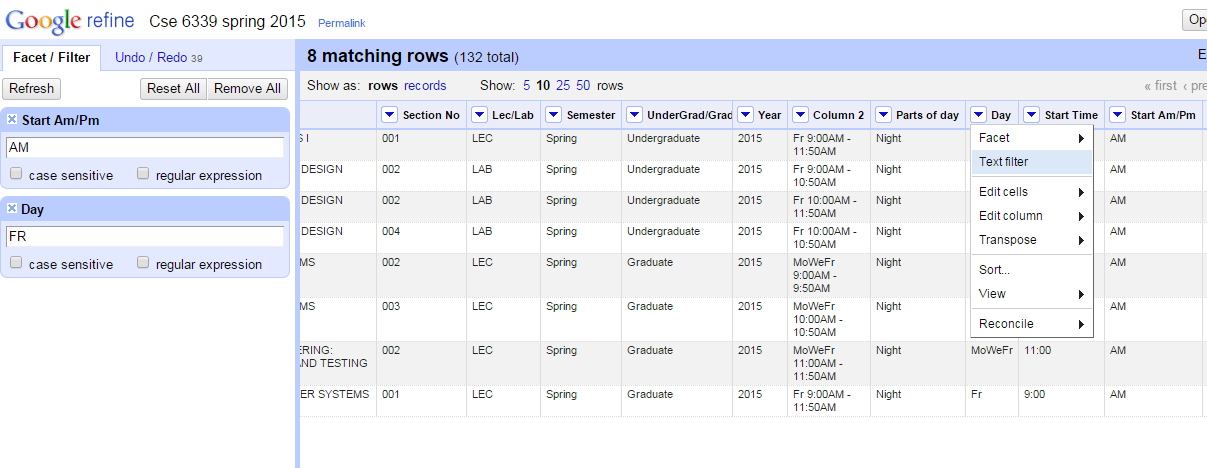 Google refine Cse 6339 spring 2015 Permalink Op
Facet / Filter Undo / Redo 39
Refresh Reset All Remove All
Start Am/Pm
AM
case sensitive regular expression
Day
FR
case sensitive regular expression
8 matching rows (132 total) E
Show as: rows records Show: 5 10 25 50 rows « first ‹ pre
Section No Lec/Lab Semester UnderGrad/Grad Year Column 2 Parts of day Day Start Time Start Am/Pm
S I 001 LEC Spring Undergraduate 2015 Fr 9:00AM - Night AM
11:50AM
DESIGN 002 LAB Spring Undergraduate 2015 Fr 9:00AM - Night AM
10:50AM
DESIGN 002 LAB Spring Undergraduate 2015 Fr 10:00AM - Night AM
11:50AM
DESIGN 004 LAB Spring Undergraduate 2015 Fr 10:00AM - Night AM
10:50AM
MS 002 LEC Spring Graduate 2015 MoWeFr Night AM
9:00AM -
9:50AM
MS 003 LEC Spring Graduate 2015 MoWeFr Night AM
10:00AM -
10:50AM
ERING: 002 LEC Spring Graduate 2015 MoWeFr Night MoWeFr 11:00 AM
AND TESTING 11:00AM -
11:50AM
ER SYSTEMS 001 LEC Spring Graduate 2015 Fr 9:00AM - Night Fr 9:00 AM
11:50AM
Facet
Text filter
Edit cells
Edit column
Transpose
Sort...
View
Reconcile